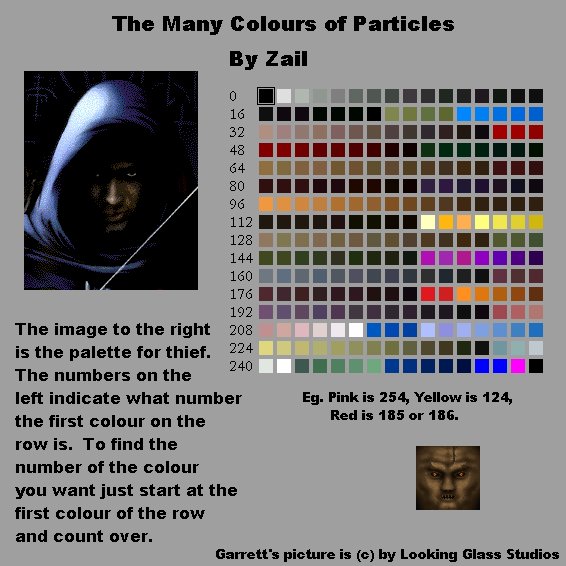 The Many Colours of Particles
By Zail
0
16
32
48
64
80
96
112
128
144
160
176
192
208
224
240
The image to the right
is the palette for thief.
The numbers on the
left indicate what number
the first colour on the
row is. To find the
number of the colour
you want just start at the
first colour of the row
and count over.
Eg. Pink is 254, Yellow is 124,
Red is 185 or 186.
Garrett's picture is (c) by Looking Glass Studios